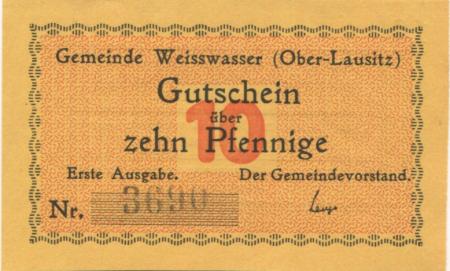 Gemeinde Weisswasser (Ober-Lausitz)
Gutschein
über
10
zehn Pfennige
Erste Ausgabe. Der Gemeindevorstand.
Nr. 3690